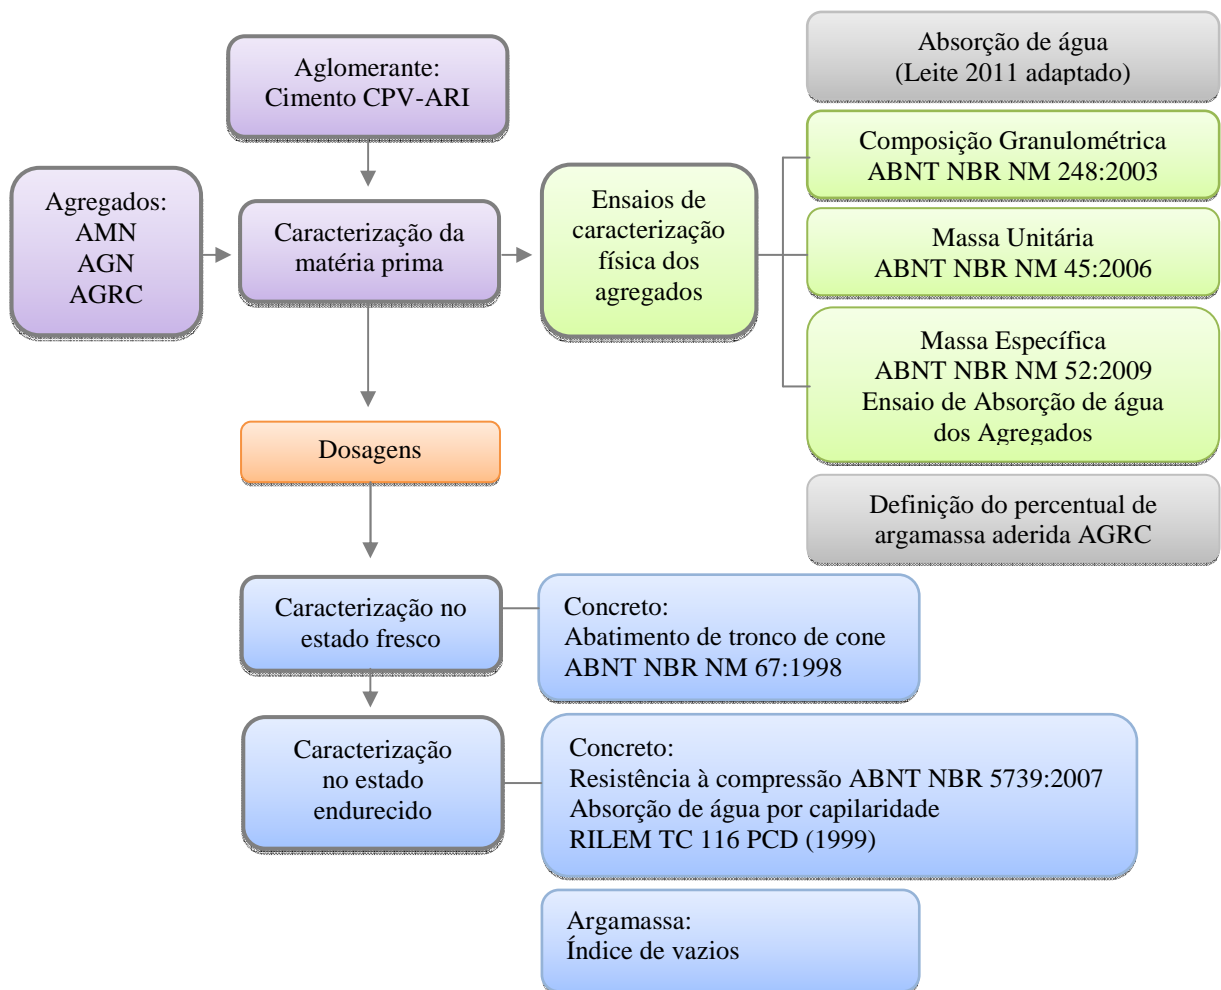 Aglomerante:
Cimento CPV-ARI
Agregados:
AMN
AGN
AGRC
Caracterização da
matéria prima
Ensaios de
caracterização
física dos
agregados
Absorção de água
(Leite 2011 adaptado)
Composição Granulométrica
ABNT NBR NM 248:2003
Massa Unitária
ABNT NBR NM 45:2006
Massa Específica
ABNT NBR NM 52:2009
Ensaio de Absorção de água
dos Agregados
Definição do percentual de
argamassa aderida AGRC
Dosagens
Caracterização no
estado fresco
Concreto:
Abatimento de tronco de cone
ABNT NBR NM 67:1998
Caracterização
no estado
endurecido
Concreto:
Resistência à compressão ABNT NBR 5739:2007
Absorção de água por capilaridade
RILEM TC 116 PCD (1999)
Argamassa:
Índice de vazios